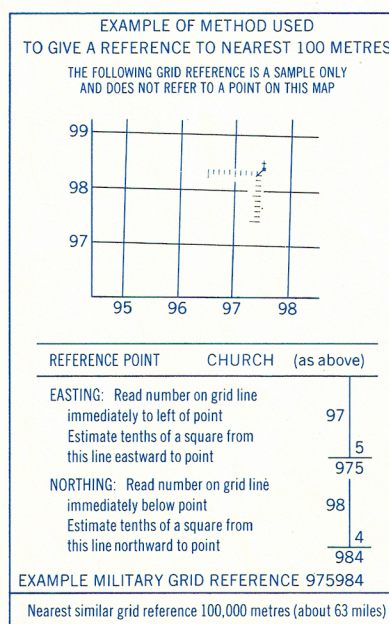 EXAMPLE OF METHOD USED
TO GIVE A REFERENCE TO NEAREST 100 METRES
THE FOLLOWING GRID REFERENCE IS A SAMPLE ONLY
AND DOES NOT REFER TO A POINT ON THIS MAP
99
98
97
95 96 97 98
REFERENCE POINT CHURCH (as above)
EASTING: Read number on grid line
immediately to left of point 97
Estimate tenths of a square from
this line eastward to point 5
975
NORTHING: Read number on grid line
immediately below point 98
Estimate tenths of a square from
this line northward to point 4
984
EXAMPLE MILITARY GRID REFERENCE 975984
Nearest similar grid reference 100,000 metres (about 63 miles)